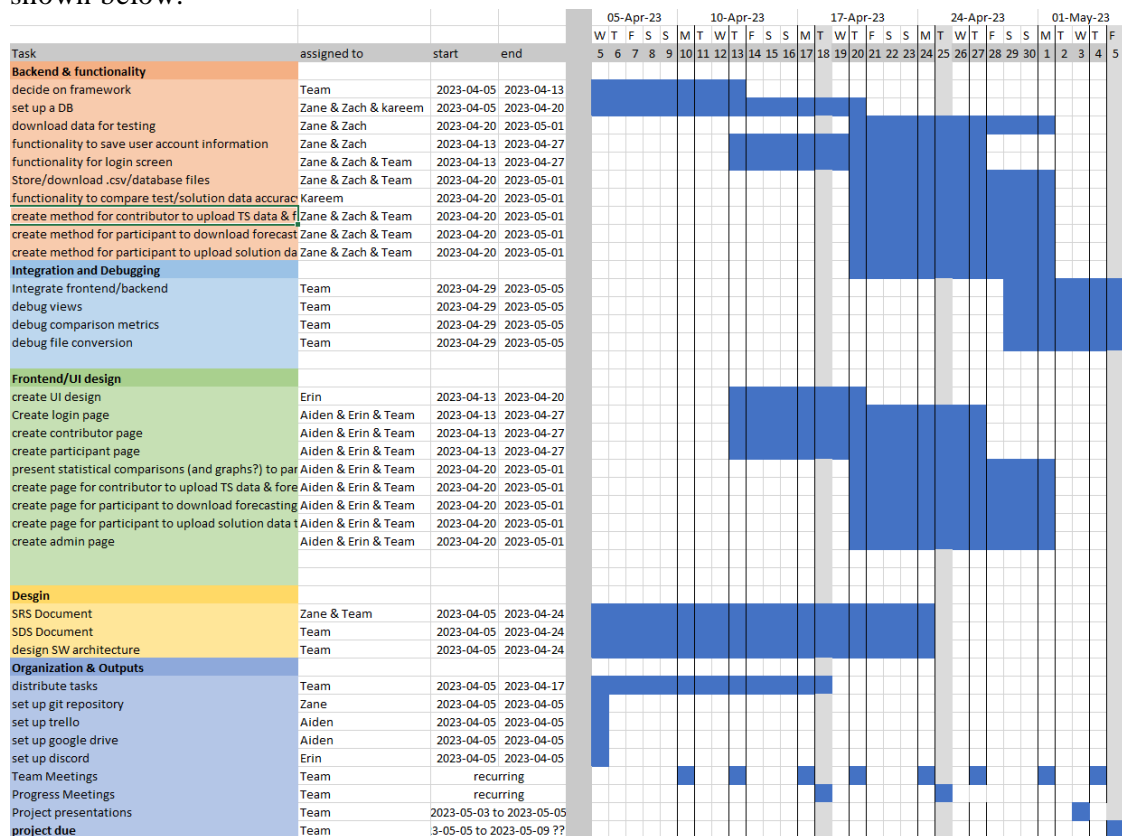 shown below:
05-Apr-23 10-Apr-23 17-Apr-23 24-Apr-23 01-May-23
W T F S S M T W T F S S M T W T F S S M T W T F S S M T W T F
Task assigned to start end 5 6 7 8 9 10 11 12 13 14 15 16 17 18 19 20 21 22 23 24 25 26 27 28 29 30 1 2 3 4 5
Backend & functionality
decide on framework Team 2023-04-05 2023-04-13
set up a DB Zane & Zach & kareem 2023-04-05 2023-04-20
download data for testing Zane & Zach 2023-04-20 2023-05-01
functionality to save user account information Zane & Zach 2023-04-13 2023-04-27
functionality for login screen Zane & Zach & Team 2023-04-13 2023-04-27
Store/download .csv/database files Zane & Zach & Team 2023-04-20 2023-05-01
functionality to compare test/solution data accurac Kareem 2023-04-20 2023-05-01
create method for contributor to upload TS data & f Zane & Zach & Team 2023-04-20 2023-05-01
create method for participant to download forecast Zane & Zach & Team 2023-04-20 2023-05-01
create method for participant to upload solution da Zane & Zach & Team 2023-04-20 2023-05-01
Integration and Debugging
Integrate frontend/backend Team 2023-04-29 2023-05-05
debug views Team 2023-04-29 2023-05-05
debug comparison metrics Team 2023-04-29 2023-05-05
debug file conversion Team 2023-04-29 2023-05-05
Frontend/UI design
create UI design Erin 2023-04-13 2023-04-20
Create login page Aiden & Erin & Team 2023-04-13 2023-04-27
create contributor page Aiden & Erin & Team 2023-04-13 2023-04-27
create participant page Aiden & Erin & Team 2023-04-13 2023-04-27
present statistical comparisons (and graphs?) to par Aiden & Erin & Team 2023-04-20 2023-05-01
create page for contributor to upload TS data & fore Aiden & Erin & Team 2023-04-20 2023-05-01
create page for participant to download forecasting Aiden & Erin & Team 2023-04-20 2023-05-01
create page for participant to upload solution data t Aiden & Erin & Team 2023-04-20 2023-05-01
create admin page Aiden & Erin & Team 2023-04-20 2023-05-01
Desgin
SRS Document Zane & Team 2023-04-05 2023-04-24
SDS Document Team 2023-04-05 2023-04-24
design SW architecture Team 2023-04-05 2023-04-24
Organization & Outputs
distribute tasks Team 2023-04-05 2023-04-17
set up git repository Zane 2023-04-05 2023-04-05
set up trello Aiden 2023-04-05 2023-04-05
set up google drive Aiden 2023-04-05 2023-04-05
set up discord Erin 2023-04-05 2023-04-05
Team Meetings Team recurring
Progress Meetings Team recurring
Project presentations Team 2023-05-03 to 2023-05-05
project due Team 3-05-05 to 2023-05-09 ??